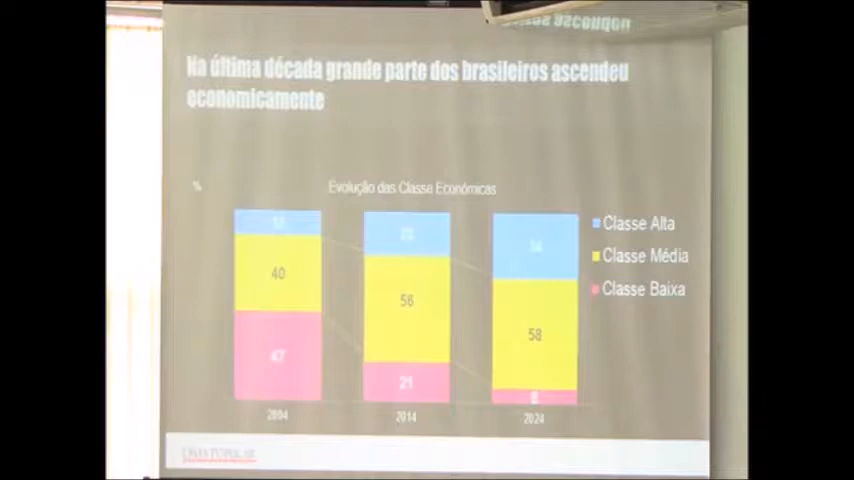 Na última década grande parte dos brasileiros ascendeu
economicamente
%
Evolução das Classe Económicas
Classe Alta
Classe Média
Classe Baixa
40
56
58
47
21
2004
2014
2024